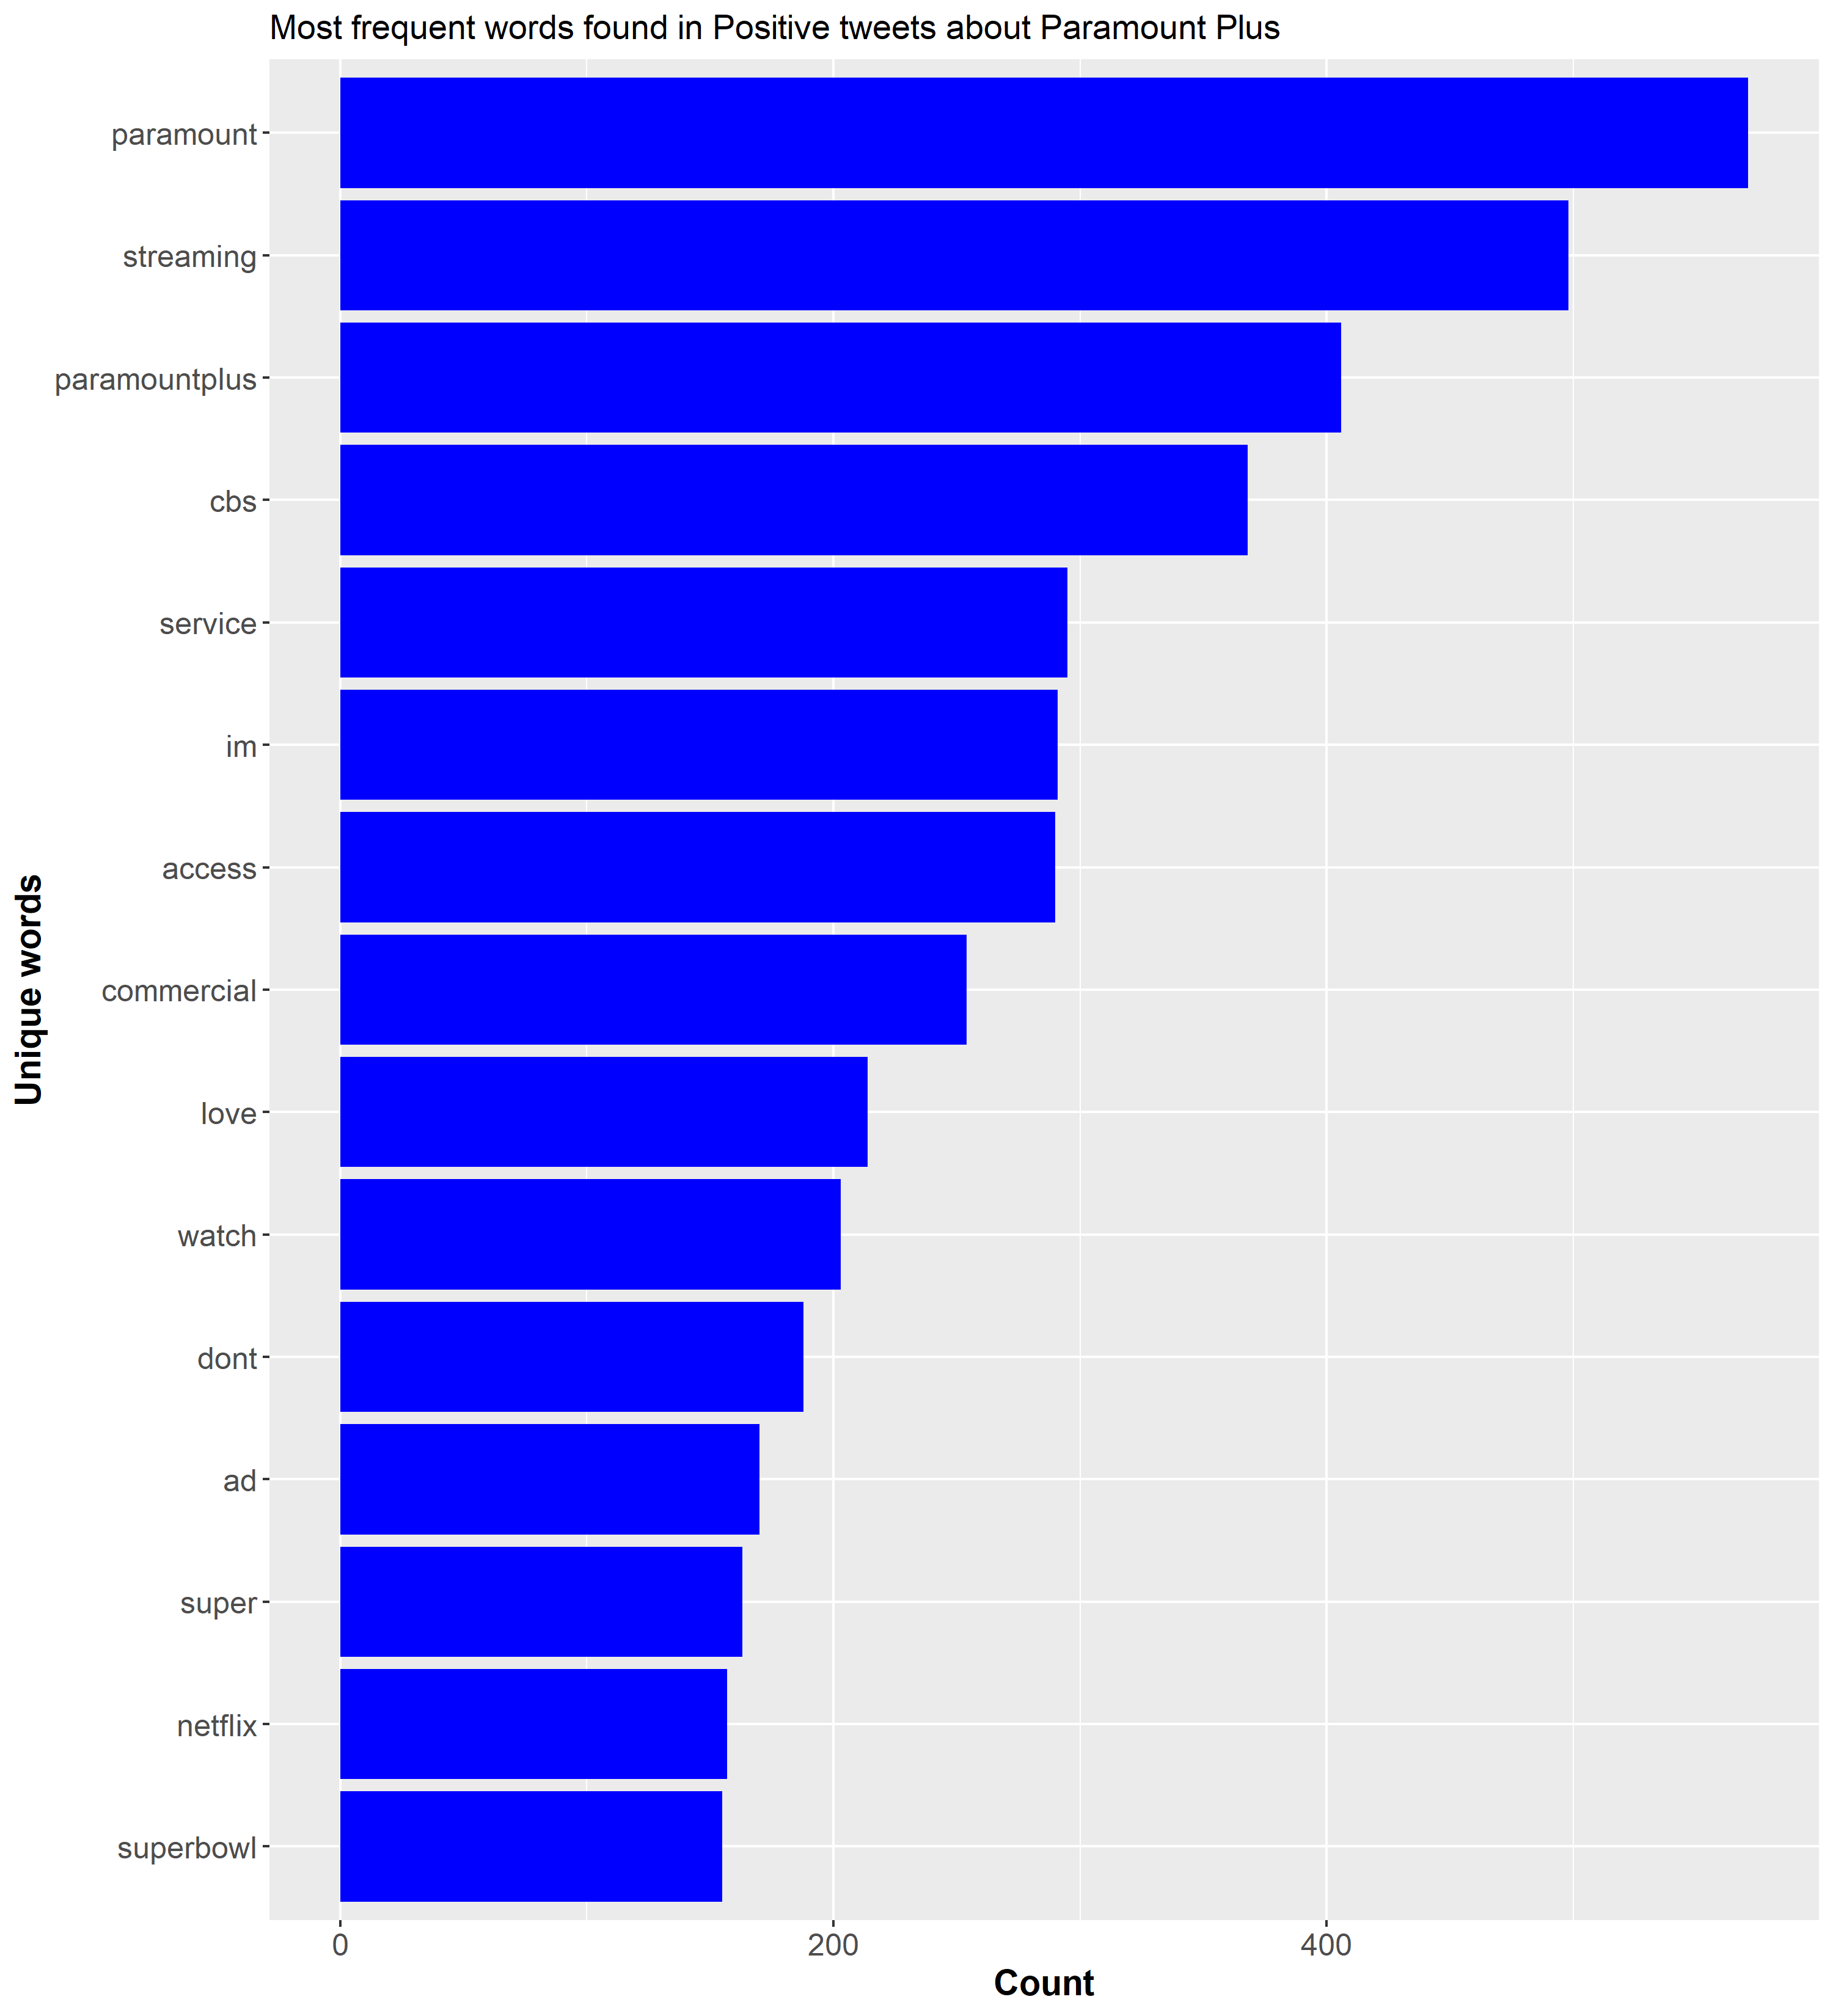 Most frequent words found in Positive tweets about Paramount Plus
paramount
streaming
paramountplus
cbs
service
im
access
commercial
love
watch
dont
ad
super
netflix
superbowl
Unique words
0 200 400
Count